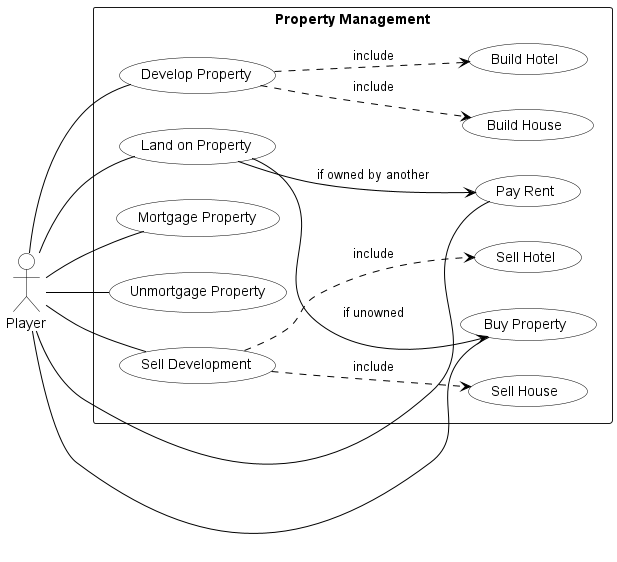 Property Management
include
Build Hotel
Develop Property
include
Build House
Land on Property
if owned by another
Pay Rent
Mortgage Property
include
Sell Hotel
Unmortgage Property
if unowned
Buy Property
Player
Sell Development
include
Sell House